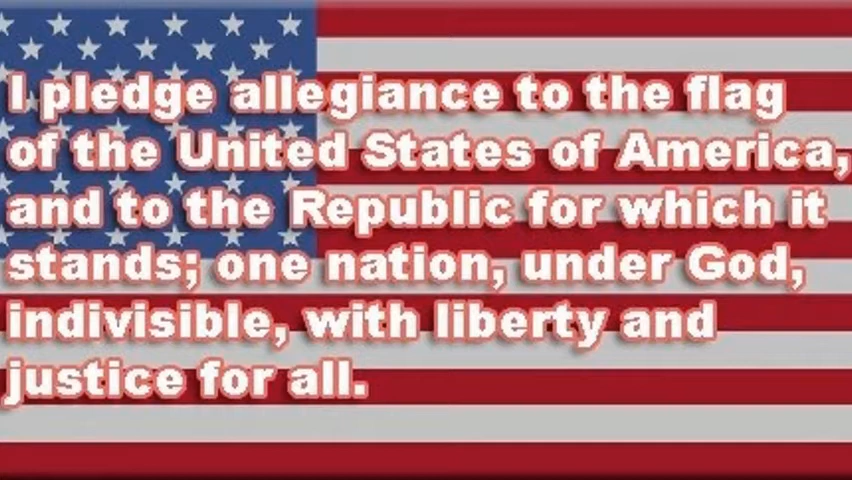 I pledge allegiance to the flag
of the United States of America,
and to the Republic for which it
stands; one nation, under God,
indivisible, with liberty and
justice for all.